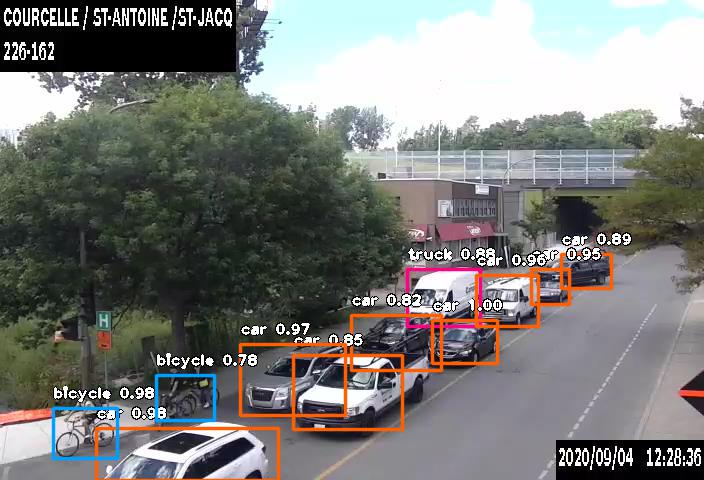 COURCELLE / ST-ANTOINE /ST-JACQ
226-162
car 0.89
truck 0.88
car 0.96
car 0.95
car 0.82
car 1.00
car 0.97
car 0.85
bicycle 0.78
bicycle 0.98
car 0.98
H
2020/09/04 12:28:36